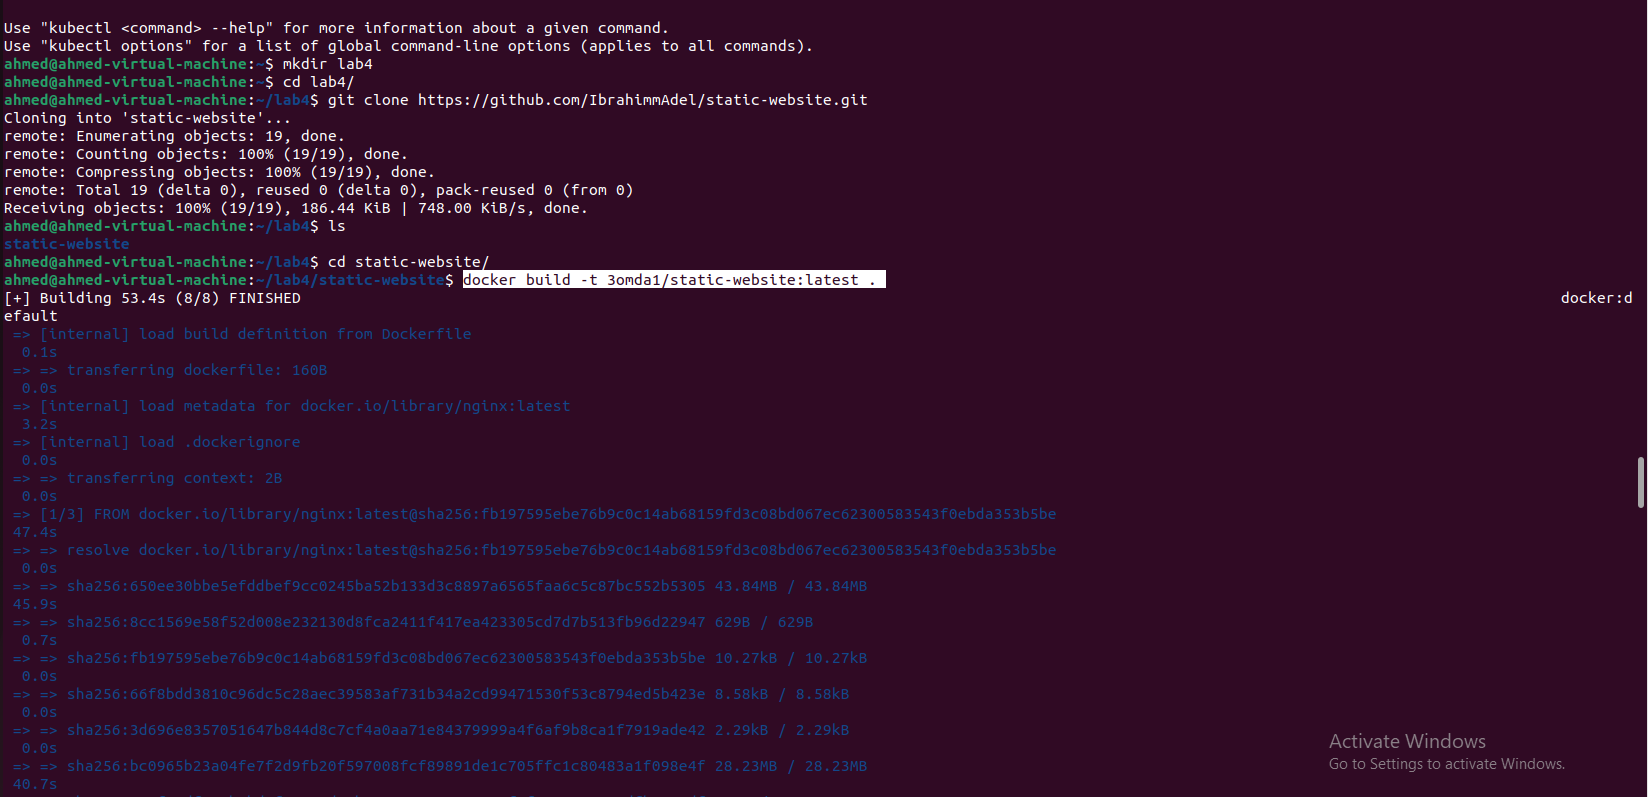 Use "kubectl <command> --help" for more information about a given command.
Use "kubectl options" for a list of global command-line options (applies to all commands).
ahmed@ahmed-virtual-machine:~$ mkdir lab4
ahmed@ahmed-virtual-machine:~$ cd lab4/
ahmed@ahmed-virtual-machine:~/lab4$ git clone https://github.com/IbrahimmAdel/static-website.git
Cloning into 'static-website'...
remote: Enumerating objects: 19, done.
remote: Counting objects: 100% (19/19), done.
remote: Compressing objects: 100% (19/19), done.
remote: Total 19 (delta 0), reused 0 (delta 0), pack-reused 0 (from 0)
Receiving objects: 100% (19/19), 186.44 KiB | 748.00 KiB/s, done.
ahmed@ahmed-virtual-machine:~/lab4$ ls
static-website
ahmed@ahmed-virtual-machine:~/lab4$ cd static-website/
ahmed@ahmed-virtual-machine:~/lab4/static-website$ docker build -t 3omda1/static-website:latest .
[+] Building 53.4s (8/8) FINISHED docker:d
efault
=> [internal] load build definition from Dockerfile
0.1s
=> => transferring dockerfile: 160B
0.0s
=> [internal] load metadata for docker.io/library/nginx:latest
3.2s
=> [internal] load .dockerignore
0.0s
=> => transferring context: 2B
0.0s
=> [1/3] FROM docker.io/library/nginx:latest@sha256:fb197595ebe76b9c0c14ab68159fd3c08bd067ec62300583543f0ebda353b5be
47.4s
=> => resolve docker.io/library/nginx:latest@sha256:fb197595ebe76b9c0c14ab68159fd3c08bd067ec62300583543f0ebda353b5be
0.0s
=> => sha256:650ee30bbe5efddbef9cc0245ba52b133d3c8897a6565faa6c5c87bc552b5305 43.84MB / 43.84MB
45.9s
=> => sha256:8cc1569e58f52d008e232130d8fca2411f417ea423305cd7d7b513fb96d22947 629B / 629B
0.7s
=> => sha256:fb197595ebe76b9c0c14ab68159fd3c08bd067ec62300583543f0ebda353b5be 10.27kB / 10.27kB
0.0s
=> => sha256:66f8bdd3810c96dc5c28aec39583af731b34a2cd99471530f53c8794ed5b423e 8.58kB / 8.58kB
0.0s
=> => sha256:3d696e8357051647b844d8c7cf4a0aa71e84379999a4f6af9b8ca1f7919ade42 2.29kB / 2.29kB
0.0s
=> => sha256:bc0965b23a04fe7f2d9fb20f597008fcf89891de1c705ffc1c80483a1f098e4f 28.23MB / 28.23MB
40.7s
Activate Windows
Go to Settings to activate Windows.